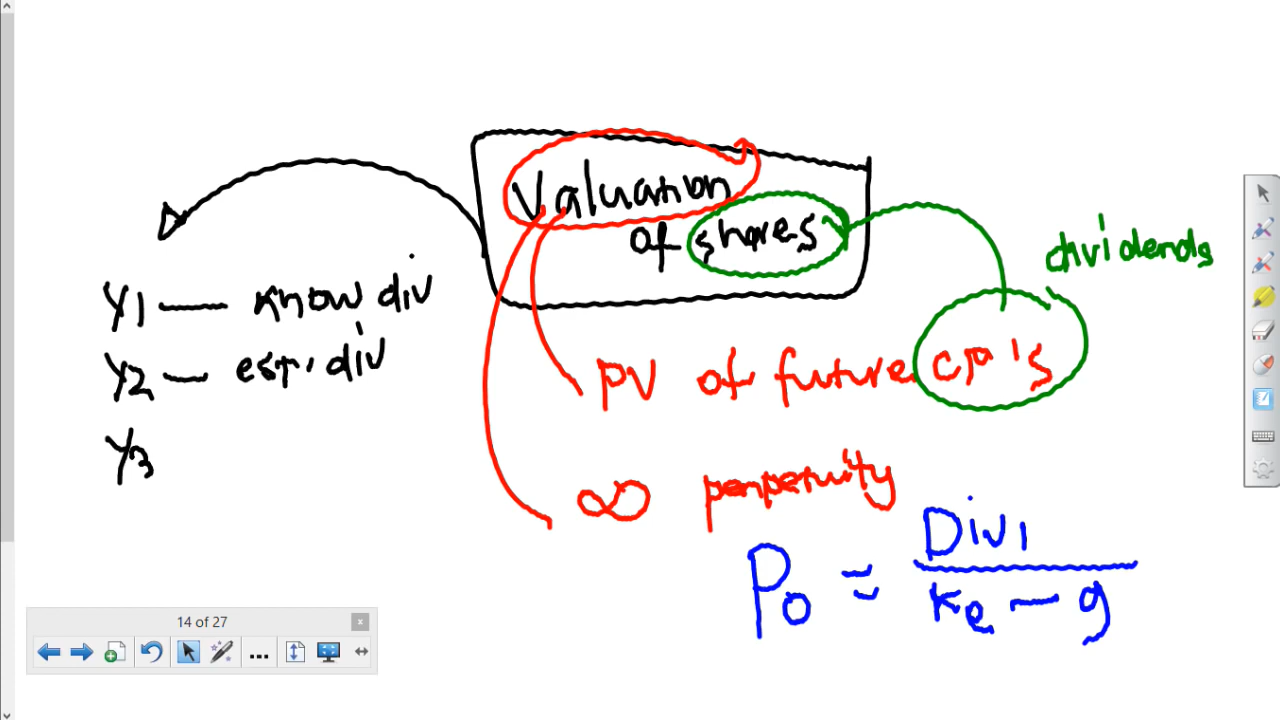 Valuation
of shares
dividends
Y1 — know div
Y2 — est. div
Y3
PV of future CF's
∞ perpetuity
P0 = Div1
ke - g
14 of 27